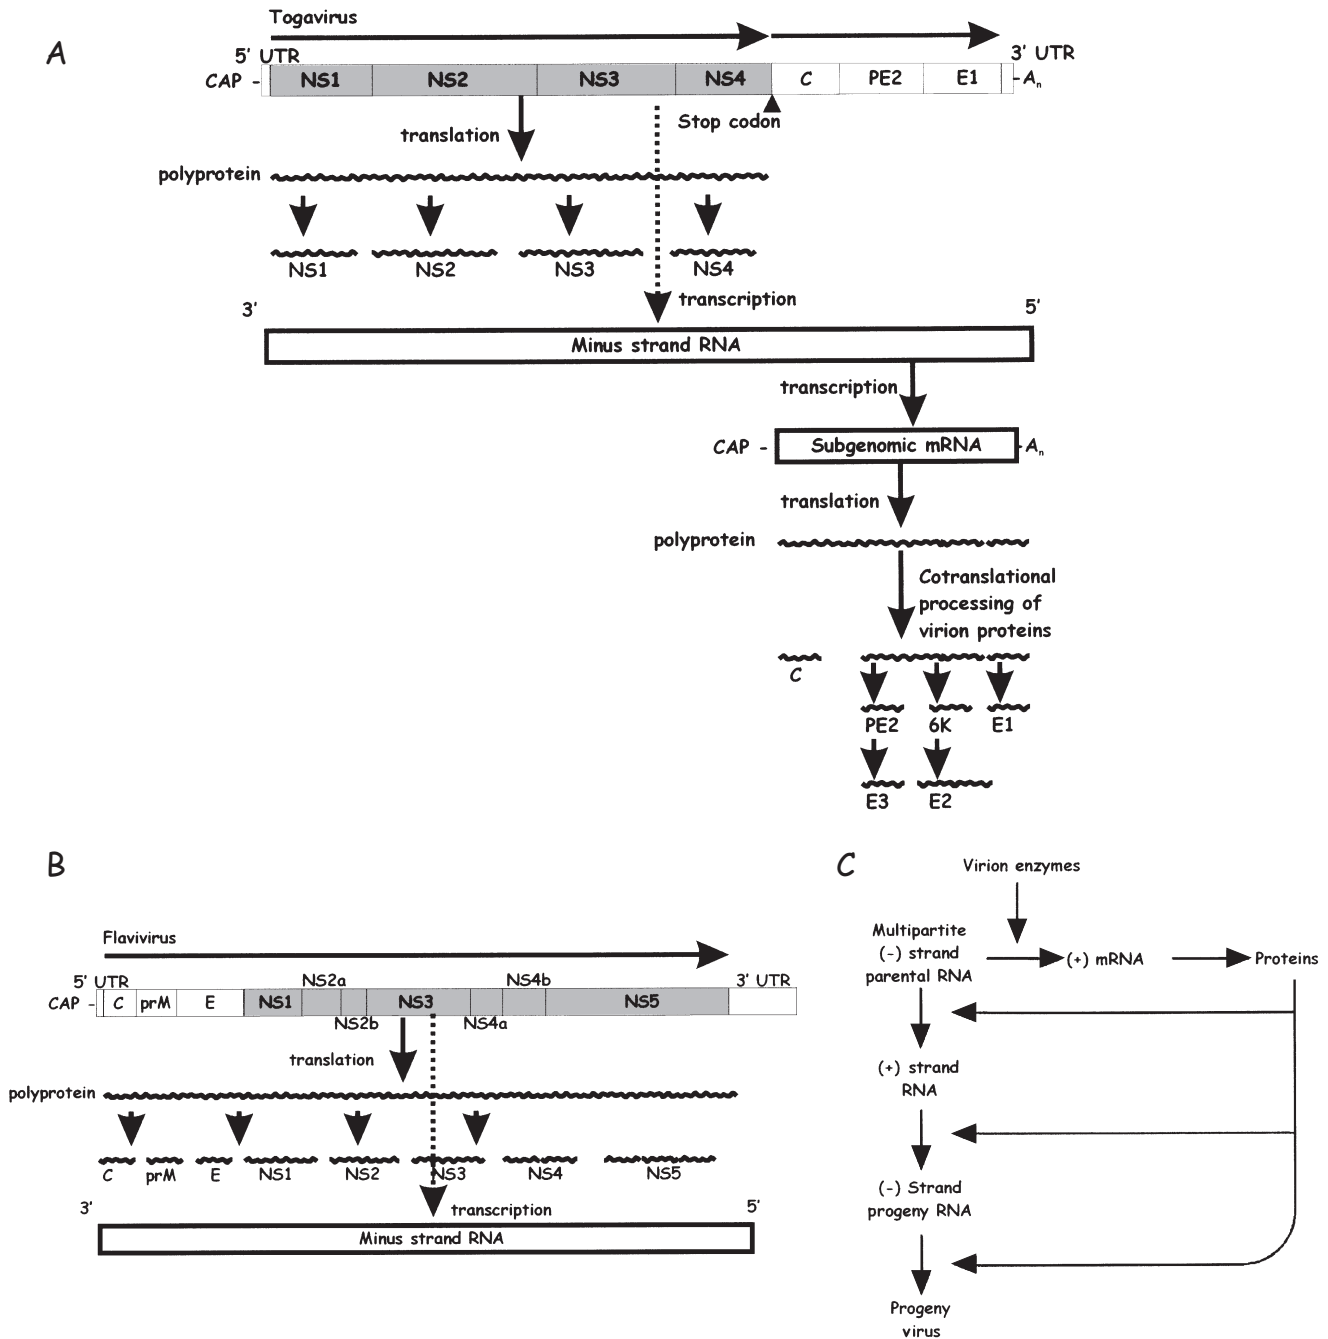 A
Togavirus
5' UTR
3' UTR
CAP -
NS1
NS2
NS3
NS4
C
PE2
E1
-An
translation
Stop codon
polyprotein
NS1
NS2
NS3
NS4
transcription
3'
5'
Minus strand RNA
transcription
CAP -
Subgenomic mRNA
-An
translation
polyprotein
Cotranslational
processing of
virion proteins
C
PE2
6K
E1
E3
E2
B
Flavivirus
5' UTR
NS2a
NS4b
3' UTR
CAP -
C
prM
E
NS1
NS3
NS5
NS2b
NS4a
translation
polyprotein
C
prM
E
NS1
NS2
NS3
NS4
NS5
3'
5'
transcription
Minus strand RNA
C
Virion enzymes
Multipartite
(-) strand
parental RNA
(+) mRNA
Proteins
(+) strand
RNA
(-) Strand
progeny RNA
Progeny
virus